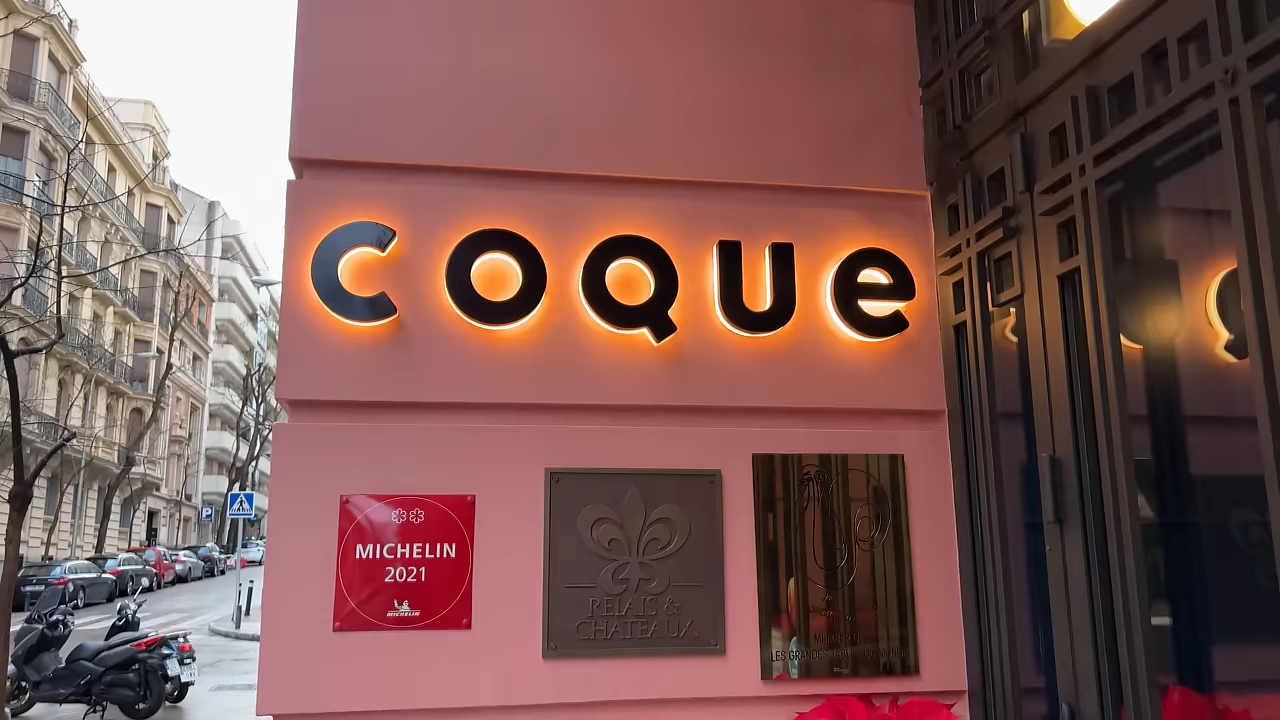 COQUe
MICHELIN
2021
MICHELIN
RELAIS &
CHATEAUX
LES GRANDES TABLES DU MONDE
P